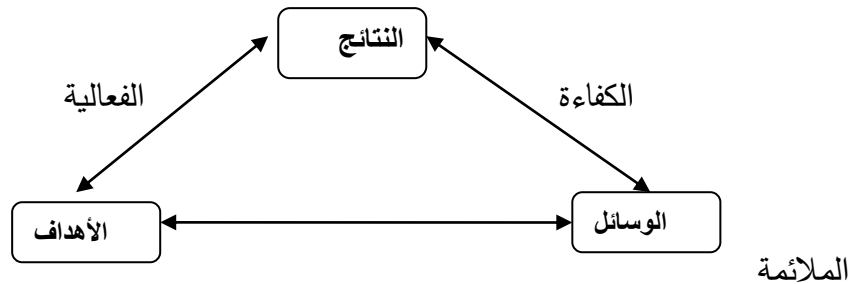 النتائج
الكفاءة
الفعالية
الوسائل
الأهداف
الملائمة